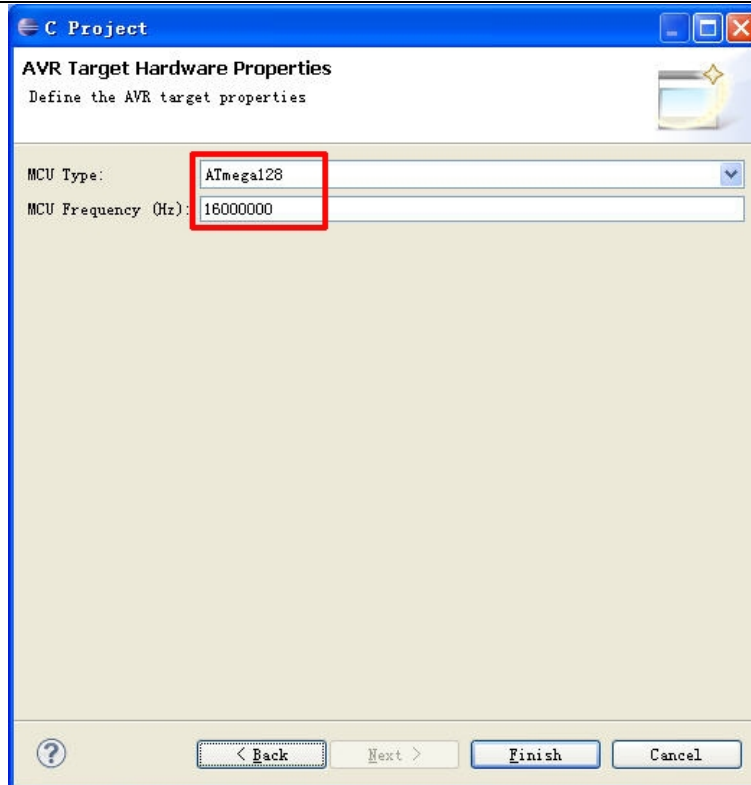 C Project
AVR Target Hardware Properties
Define the AVR target properties
MCU Type: ATmega128
MCU Frequency (Hz): 16000000
? < Back Next > Finish Cancel